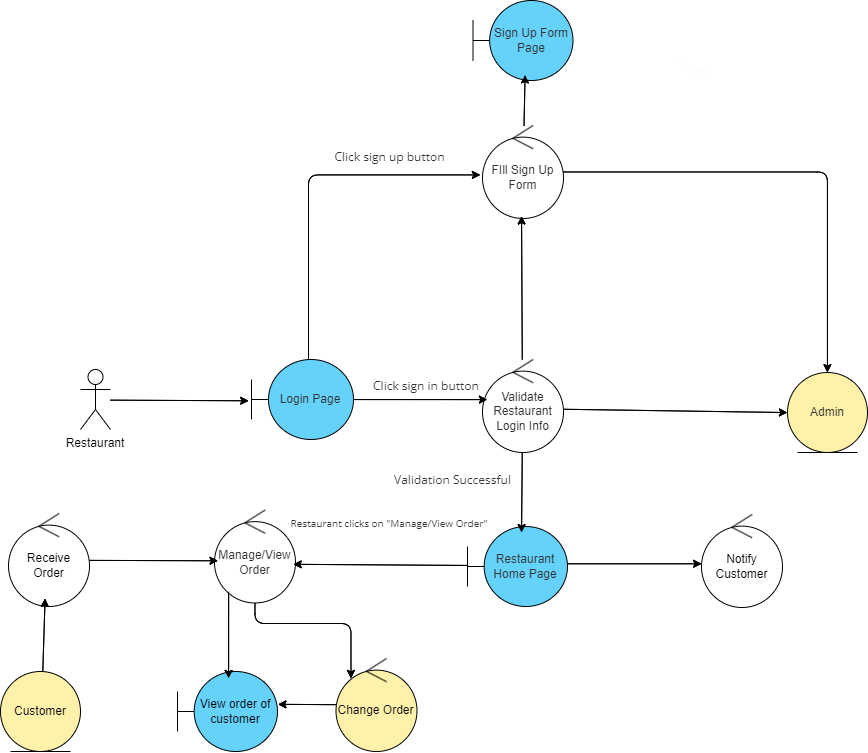 Sign Up Form
Page
Click sign up button
FIll Sign Up
Form
Click sign in button
Login Page
Validate
Restaurant
Login Info
Admin
Restaurant
Validation Successful
Restaurant clicks on "Manage/View Order"
Receive
Order
Manage/View
Order
Restaurant
Home Page
Notify
Customer
Customer
View order of
customer
Change Order